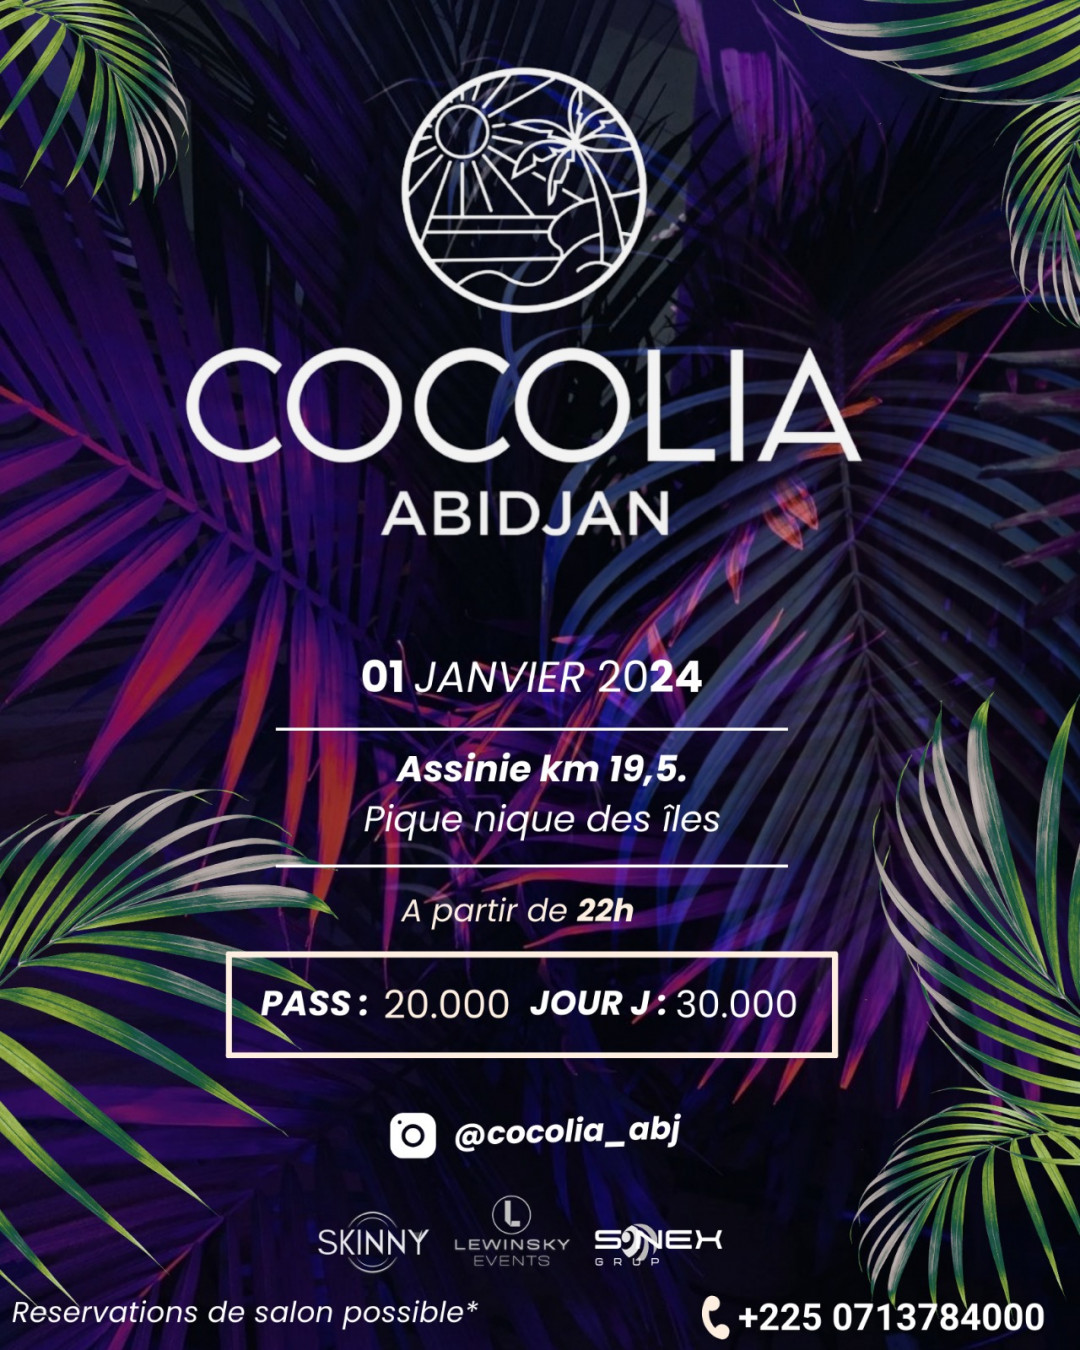 COCOLIA
ABIDJAN
01 JANVIER 2024
Assinie km 19,5.
Pique nique des îles
A partir de 22h
PASS : 20.000 JOUR J : 30.000
@cocolia_abj
SKINNY
L
LEWINSKY
EVENTS
SONEX
GRUP
Reservations de salon possible*
+225 0713784000